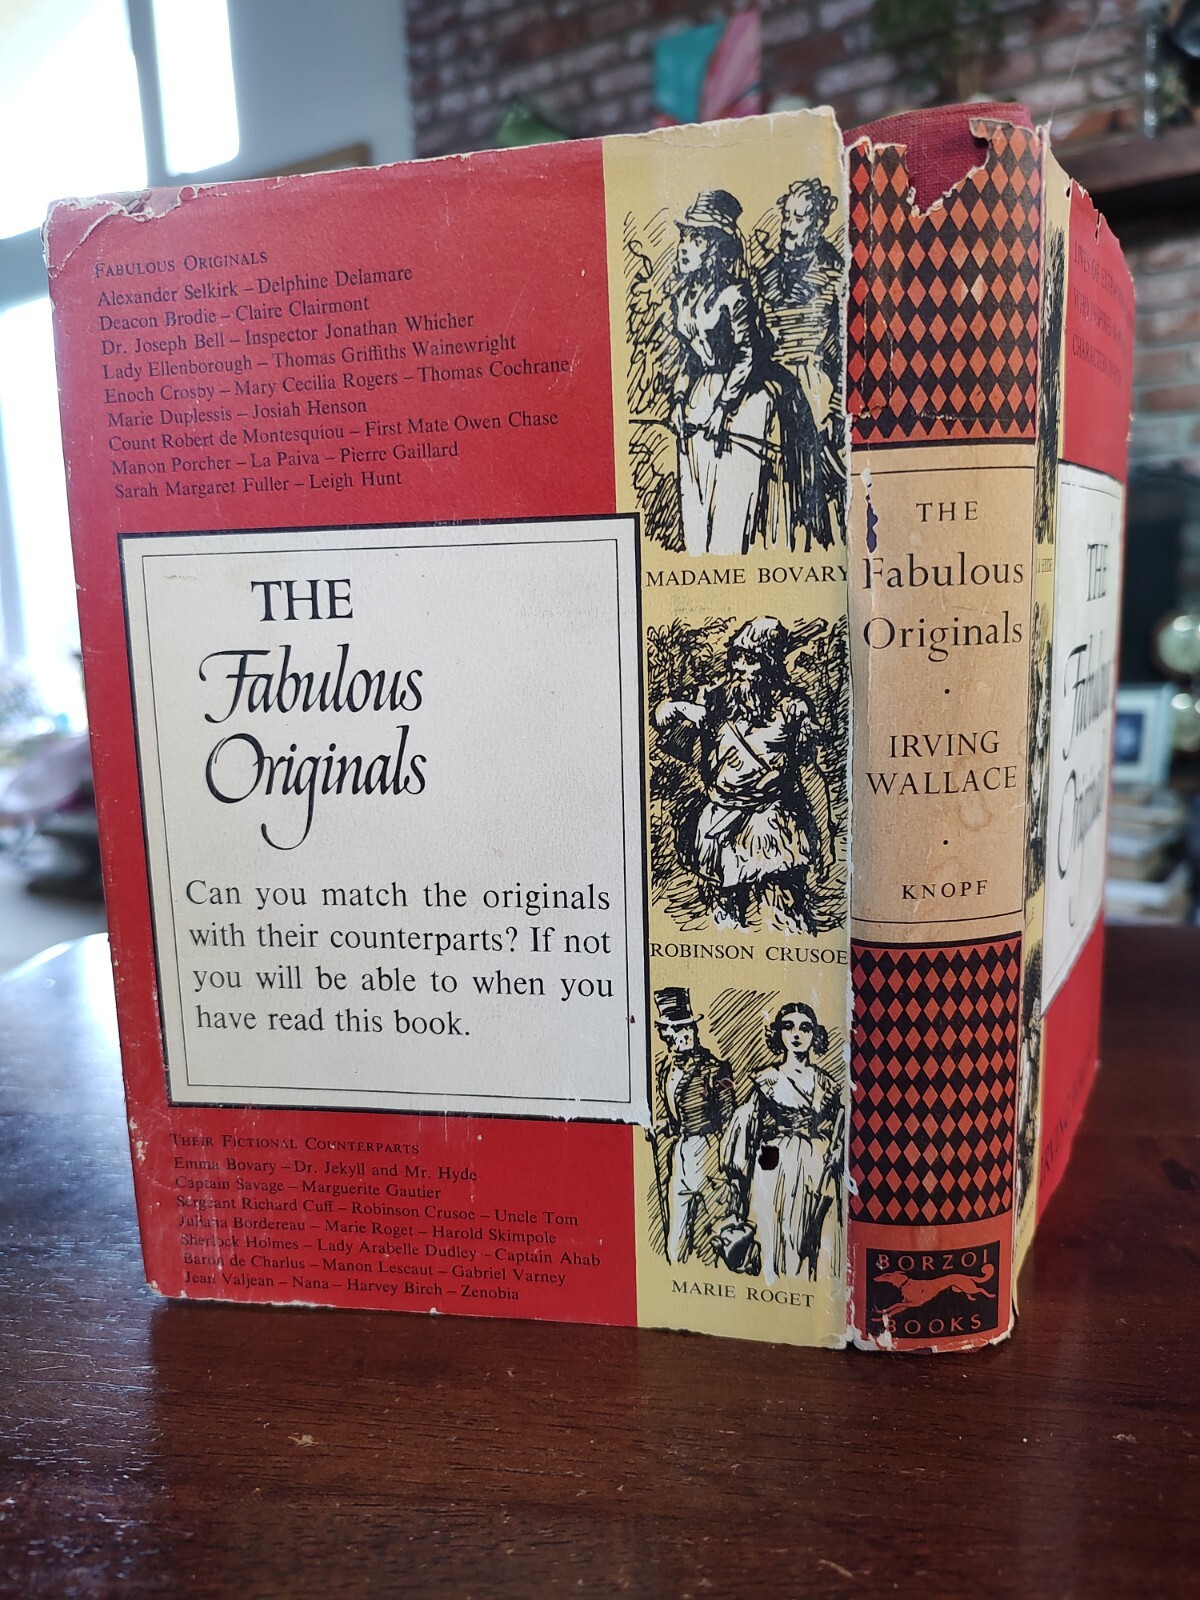 FABULOUS ORIGINALS
Alexander Selkirk – Delphine Delamare
Deacon Brodie – Claire Clairmont
Dr. Joseph Bell – Inspector Jonathan Whicher
Lady Ellenborough – Thomas Griffiths Wainewright
Enoch Crosby – Mary Cecilia Rogers – Thomas Cochrane
Marie Duplessis – Josiah Henson
Count Robert de Montesquiou – First Mate Owen Chase
Manon Porcher – La Paiva – Pierre Gaillard
Sarah Margaret Fuller – Leigh Hunt
THE
Fabulous
Originals
Can you match the originals
with their counterparts? If not
you will be able to when you
have read this book.
THEIR FICTIONAL COUNTERPARTS
Emma Bovary – Dr. Jekyll and Mr. Hyde
Captain Savage – Marguerite Gautier
Sergeant Richard Cuff – Robinson Crusoe – Uncle Tom
Juliana Bordereau – Marie Roget – Harold Skimpole
Sherlock Holmes – Lady Arabelle Dudley – Captain Ahab
Baron de Charlus – Manon Lescaut – Gabriel Varney
Jean Valjean – Nana – Harvey Birch – Zenobia
MADAME BOVARY
ROBINSON CRUSOE
MARIE ROGET
THE
Fabulous
Originals
·
IRVING
WALLACE
·
KNOPF
BORZOI
BOOKS
LIVES OF
WHO
THE
Fabulous
Originals